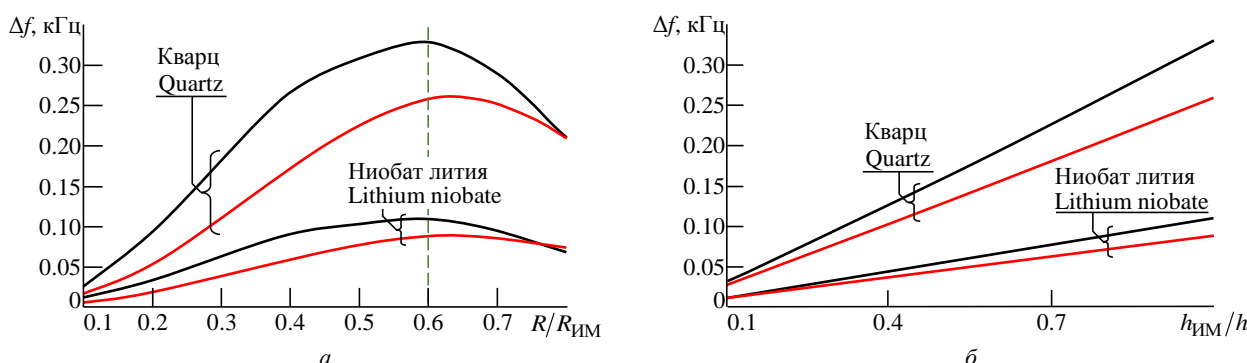 Δf, кГц
Кварц
Quartz
Ниобат лития
Lithium niobate
0.30
0.25
0.20
0.15
0.10
0.05
0
0.1 0.2 0.3 0.4 0.5 0.6 0.7 R/R_ИМ
а
Δf, кГц
Кварц
Quartz
Ниобат лития
Lithium niobate
0.30
0.25
0.20
0.15
0.10
0.05
0
0.1 0.4 0.7 h_ИМ/h
б